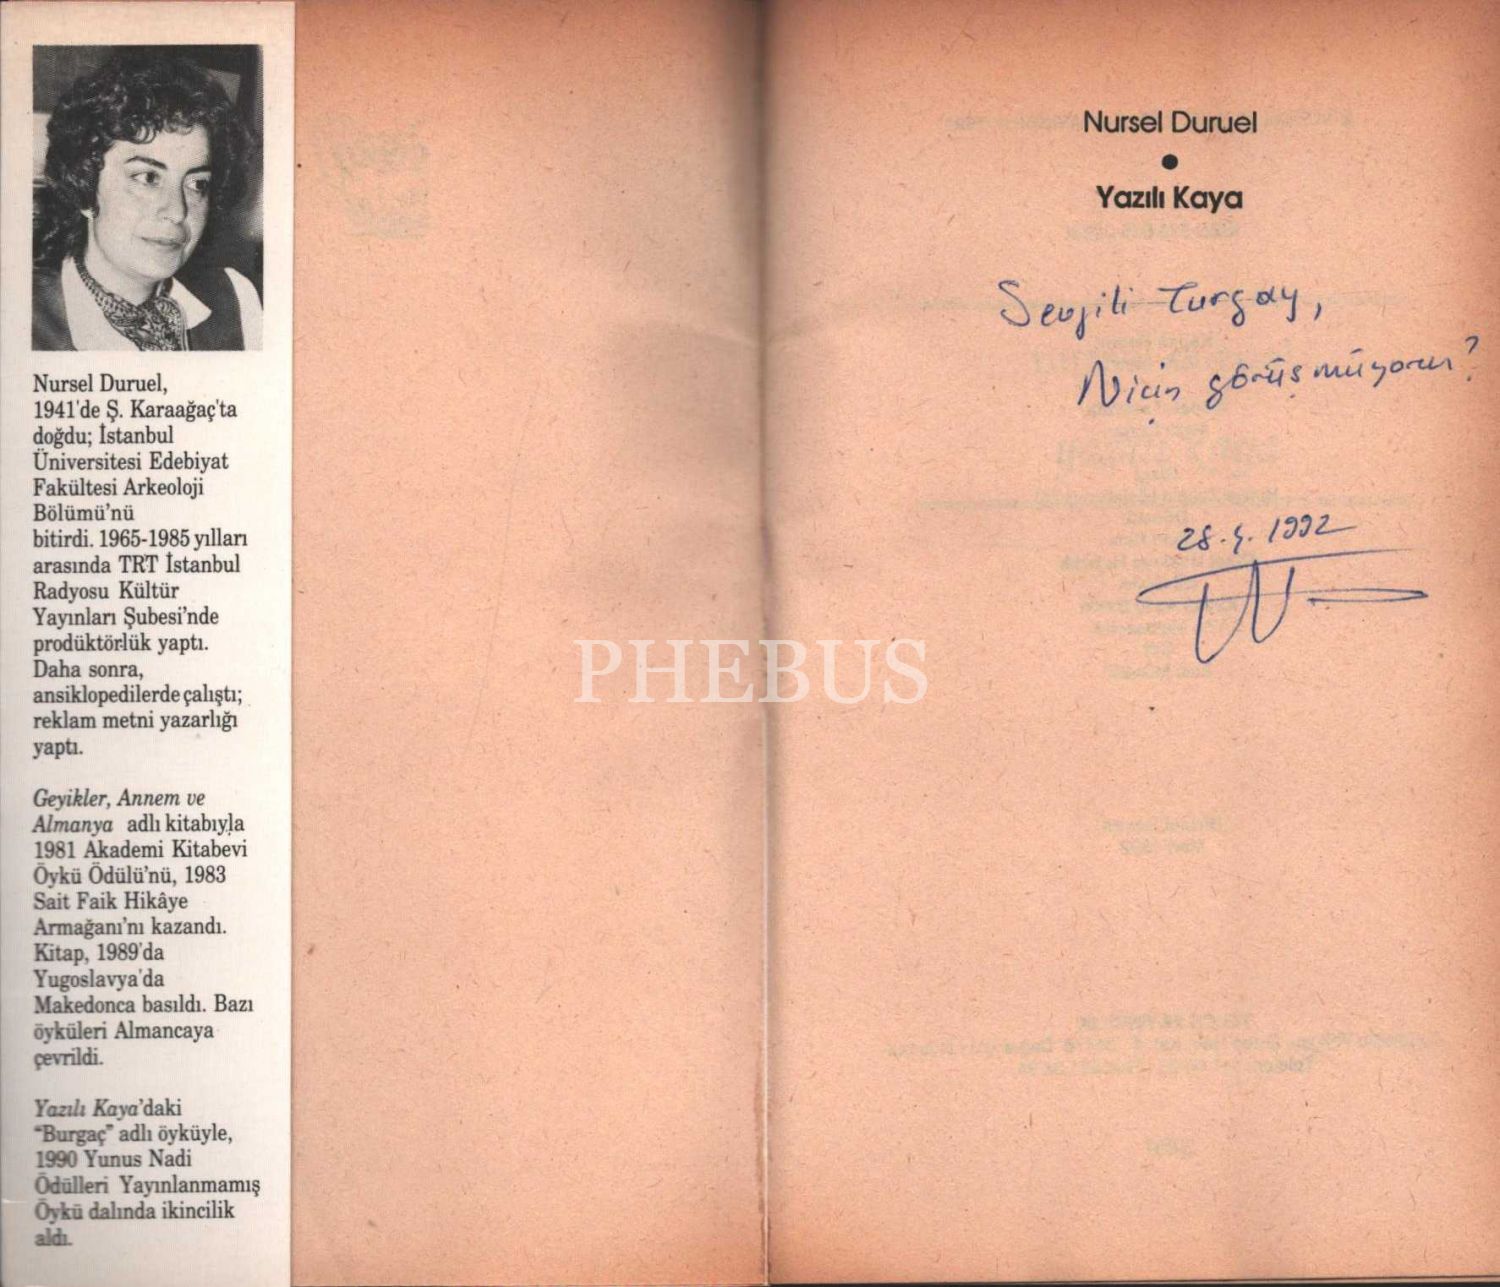 Nursel Duruel,
1941'de Ş. Karaağaç'ta
doğdu; İstanbul
Üniversitesi Edebiyat
Fakültesi Arkeoloji
Bölümü'nü
bitirdi. 1965-1985 yılları
arasında TRT İstanbul
Radyosu Kültür
Yayınları Şubesi'nde
prodüktörlük yaptı.
Daha sonra,
ansiklopedilerde çalıştı;
reklam metni yazarlığı
yaptı.
Geyikler, Annem ve
Almanya adlı kitabıyla
1981 Akademi Kitabevi
Öykü Ödülü'nü, 1983
Sait Faik Hikâye
Armağanı'nı kazandı.
Kitap, 1989'da
Yugoslavya'da
Makedonca basıldı. Bazı
öyküleri Almancaya
çevrildi.
Yazılı Kaya'daki
"Burgaç" adlı öyküyle,
1990 Yunus Nadi
Ödülleri Yayınlanmamış
Öykü dalında ikincilik
aldı.
Nursel Duruel
•
Yazılı Kaya
Sevgili Turgay,
Niçin görüşmüyoruz?
1992
PHEBUS